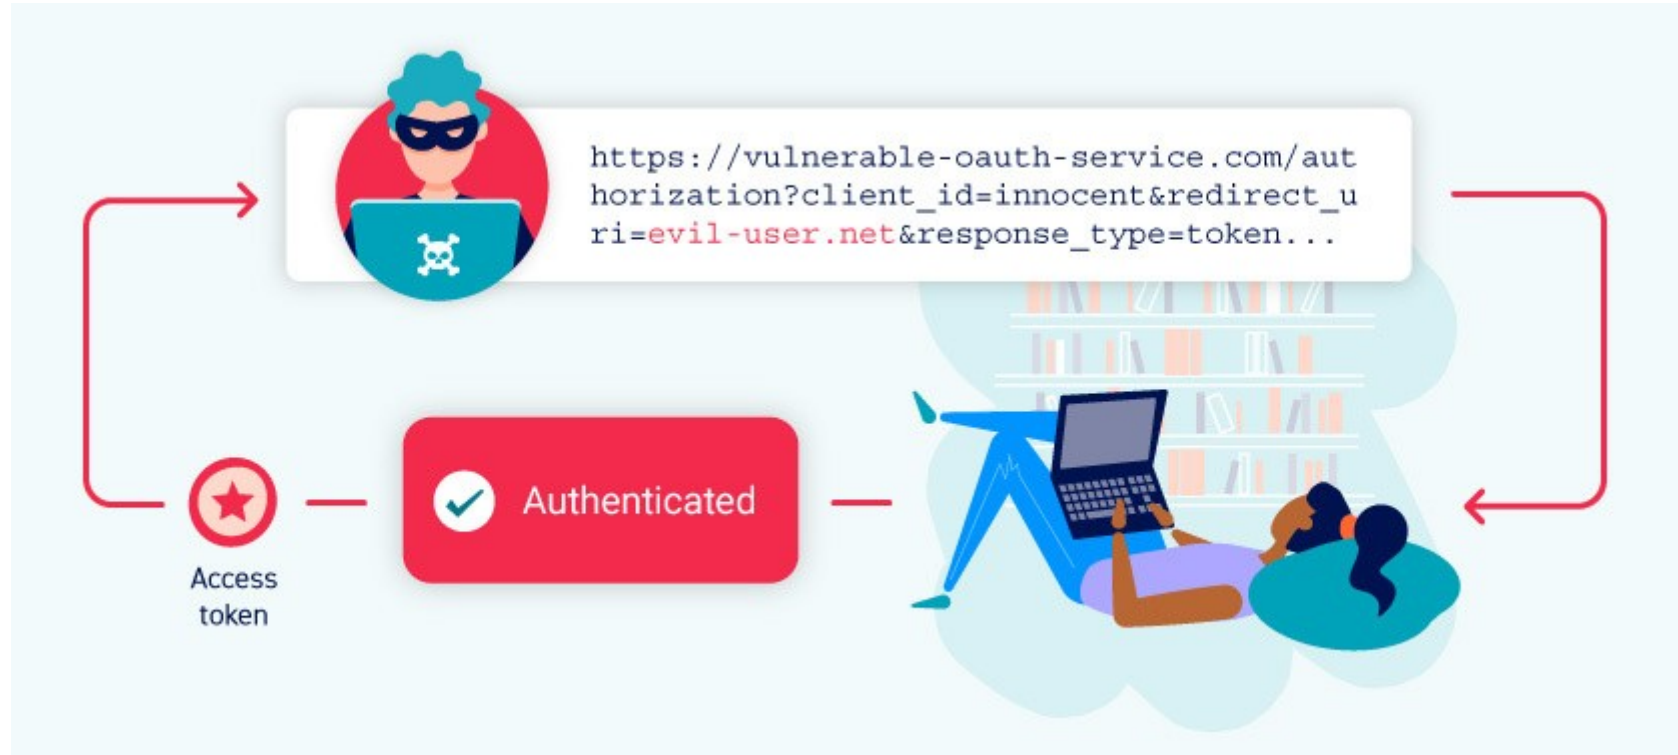 https://vulnerable-oauth-service.com/aut
horization?client_id=innocent&redirect_u
ri=evil-user.net&response_type=token...
Authenticated
Access
token